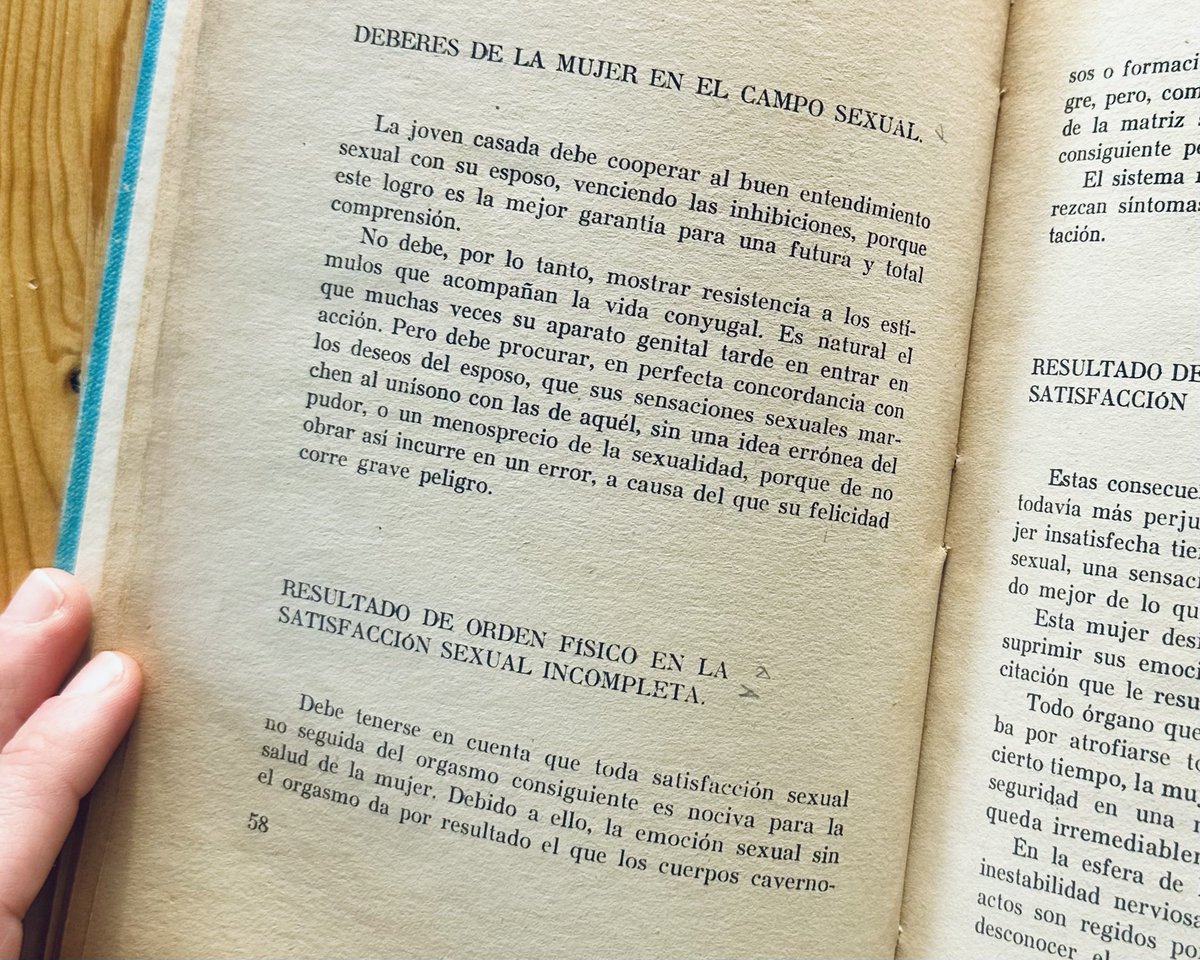 DEBERES DE LA MUJER EN EL CAMPO SEXUAL.
La joven casada debe cooperar al buen entendimiento
sexual con su esposo, venciendo las inhibiciones, porque
este logro es la mejor garantía para una futura y total
comprensión.
No debe, por lo tanto, mostrar resistencia a los estí-
mulos que acompañan la vida conyugal. Es natural el
que muchas veces su aparato genital tarde en entrar en
acción. Pero debe procurar, en perfecta concordancia con
los deseos del esposo, que sus sensaciones sexuales mar-
chen al unísono con las de aquél, sin una idea errónea del
pudor, o un menosprecio de la sexualidad, porque de no
obrar así incurre en un error, a causa del que su felicidad
corre grave peligro.
RESULTADO DE ORDEN FíSICO EN LA
SATISFACCIóN SEXUAL INCOMPLETA.
Debe tenerse en cuenta que toda satisfacción sexual
no seguida del orgasmo consiguiente es nociva para la
salud de la mujer. Debido a ello, la emoción sexual sin
el orgasmo da por resultado el que los cuerpos caverno-
58
sos o formaci
gre, pero, com
de la matriz
consiguiente pe
El sistema
rezcan síntomas
tación.
RESULTADO DE
SATISFACCIóN
Estas consecue
todavía más perju
jer insatisfecha tie
sexual, una sensac
do mejor de lo qu
Esta mujer des
suprimir sus emoci
citación que le resu
Todo órgano que
ba por atrofiarse to
cierto tiempo, la mu
seguridad en una
queda irremediable
En la esfera de
inestabilidad nerviosa
actos son regidos po
desconocer el